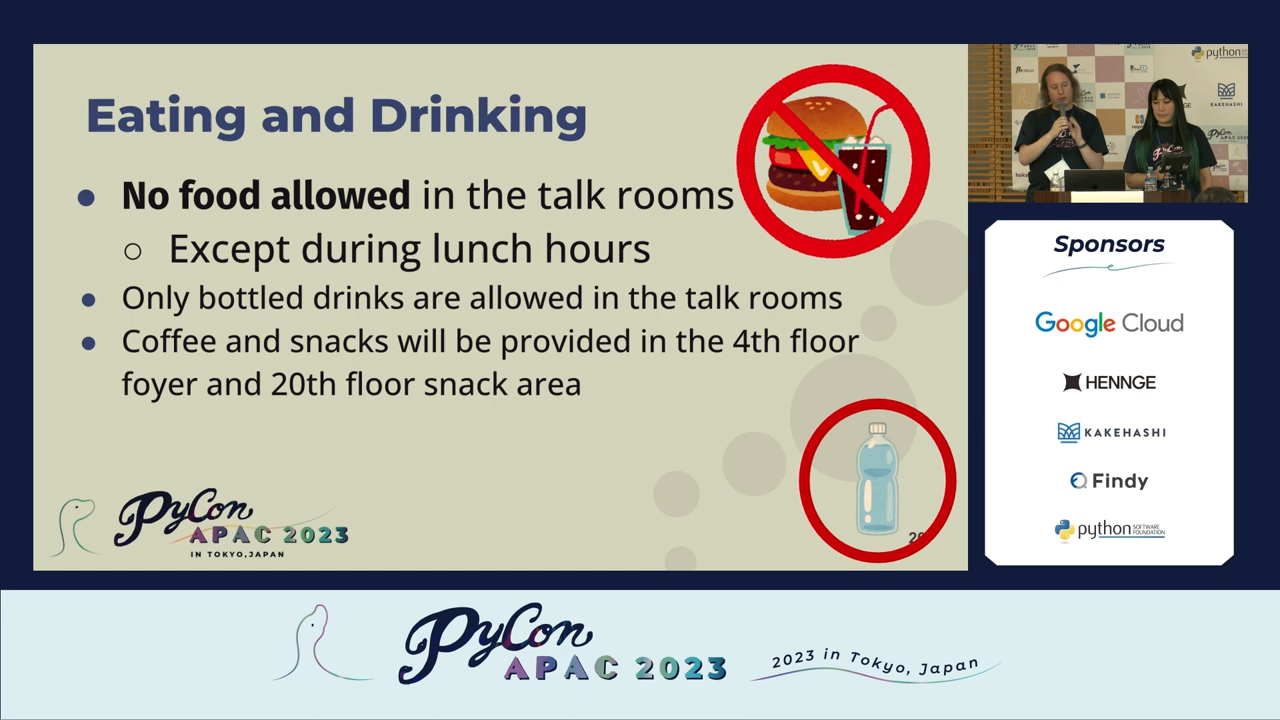 Eating and Drinking
● No food allowed in the talk rooms
○ Except during lunch hours
● Only bottled drinks are allowed in the talk rooms
● Coffee and snacks will be provided in the 4th floor
foyer and 20th floor snack area
PyCon
APAC 2023
IN TOKYO, JAPAN
python
KAKEHASHI
Sponsors
Google Cloud
HENNGE
KAKEHASHI
Findy
python SOFTWARE
FOUNDATION
PyCon
APAC 2023
2023 in Tokyo, Japan